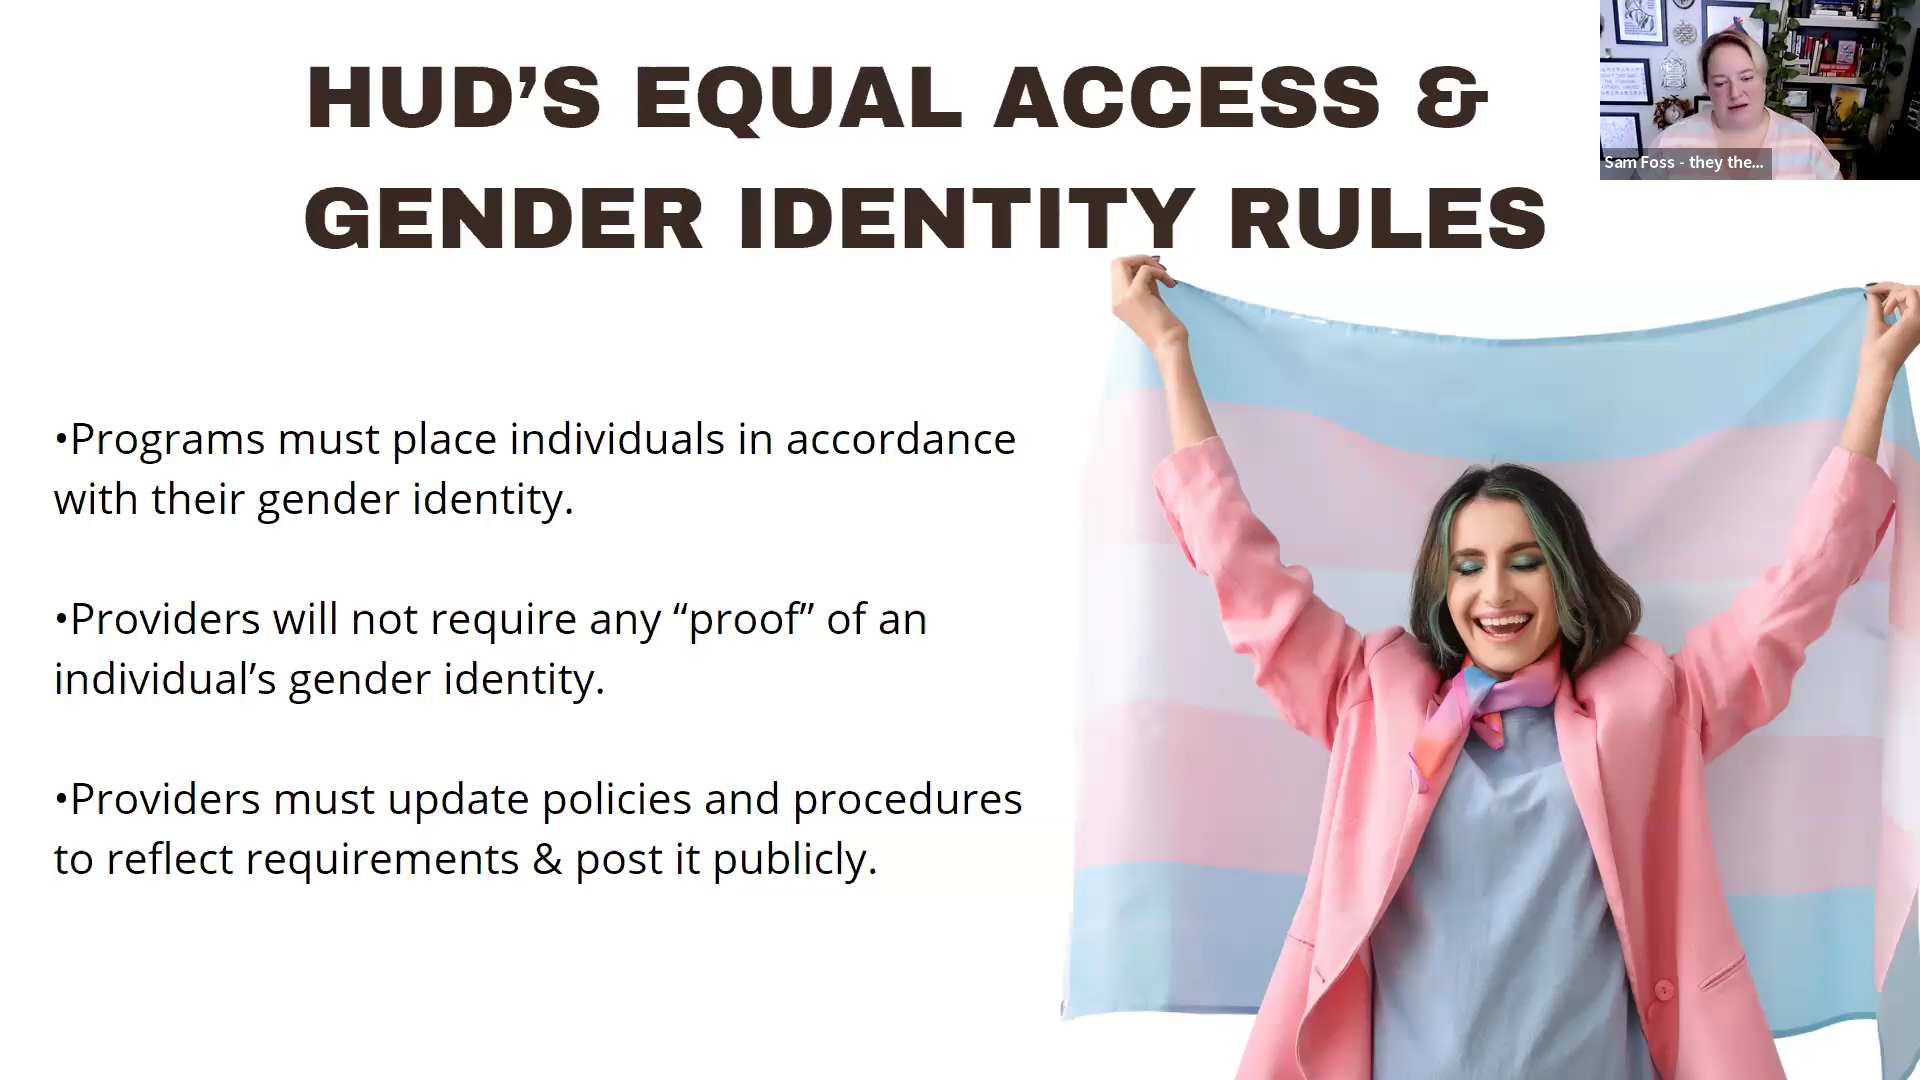 HUD’S EQUAL ACCESS &
GENDER IDENTITY RULES
Sam Foss - they the...
•Programs must place individuals in accordance
with their gender identity.
•Providers will not require any “proof” of an
individual’s gender identity.
•Providers must update policies and procedures
to reflect requirements & post it publicly.